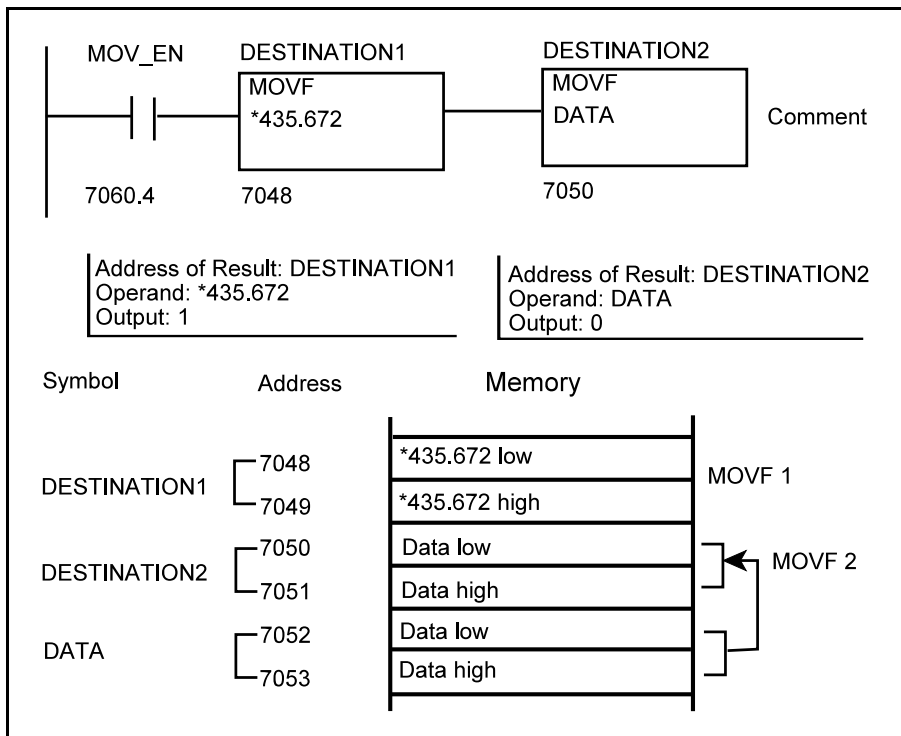 MOV_EN DESTINATION1 DESTINATION2
MOVF MOVF
*435.672 DATA Comment
7060.4 7048 7050
Address of Result: DESTINATION1
Operand: *435.672
Output: 1
Address of Result: DESTINATION2
Operand: DATA
Output: 0
Symbol Address Memory
7048 *435.672 low
DESTINATION1 MOVF 1
7049 *435.672 high
7050 Data low
DESTINATION2 MOVF 2
7051 Data high
7052 Data low
DATA
7053 Data high